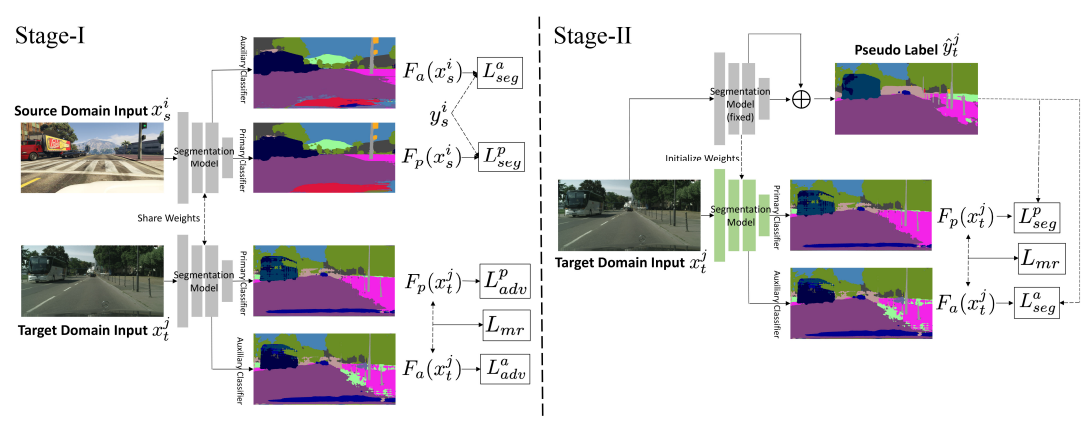 Stage-I
Auxiliary Classifier
$F_a(x_s^i)$
$L_{seg}^a$
Source Domain Input $x_s^i$
Segmentation
Model
$y_s^i$
Primary Classifier
$F_p(x_s^i)$
$L_{seg}^p$
Share Weights
Segmentation
Model
Primary Classifier
$F_p(x_t^j)$
$L_{adv}^p$
$L_{mr}$
Target Domain Input $x_t^j$
Auxiliary Classifier
$F_a(x_t^j)$
$L_{adv}^a$
Stage-II
Pseudo Label $\hat{y}_t^j$
Segmentation
Model
(fixed)
Initialize Weights
Segmentation
Model
Primary Classifier
$F_p(x_t^j)$
$L_{seg}^p$
Target Domain Input $x_t^j$
$L_{mr}$
Auxiliary Classifier
$F_a(x_t^j)$
$L_{seg}^a$